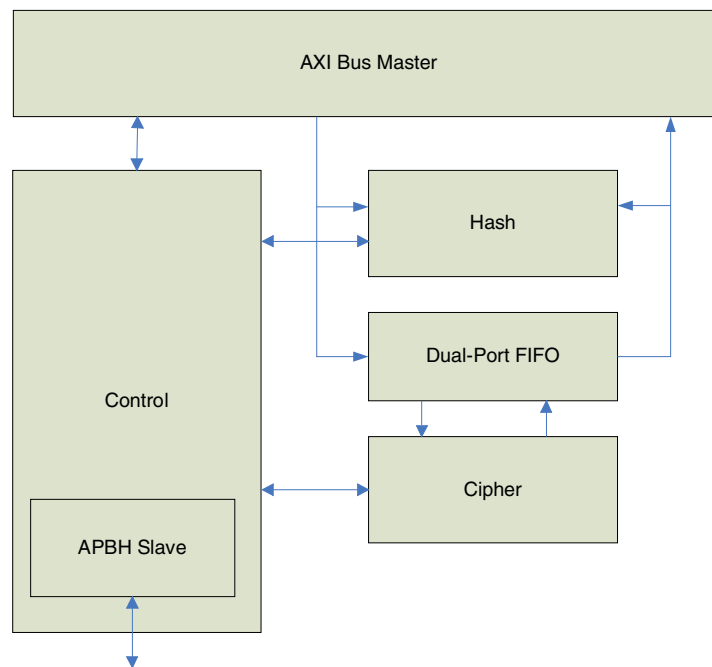 AXI Bus Master
Hash
Dual-Port FIFO
Control
Cipher
APBH Slave